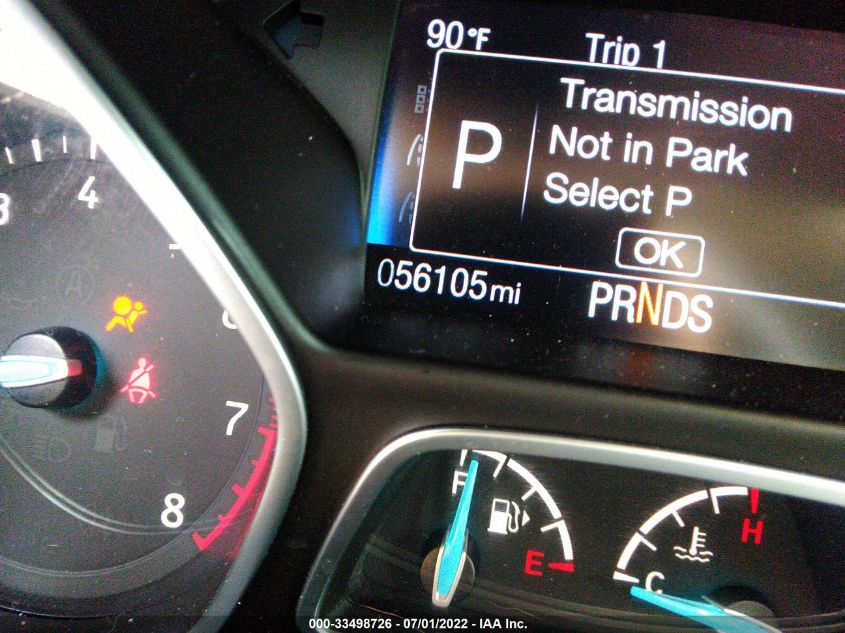 90°F Trip 1
P
Transmission
Not in Park
Select P
OK
056105mi
PRNDS
3
4
7
8
F
E
C
H
000-33498726 - 07/01/2022 - IAA Inc.